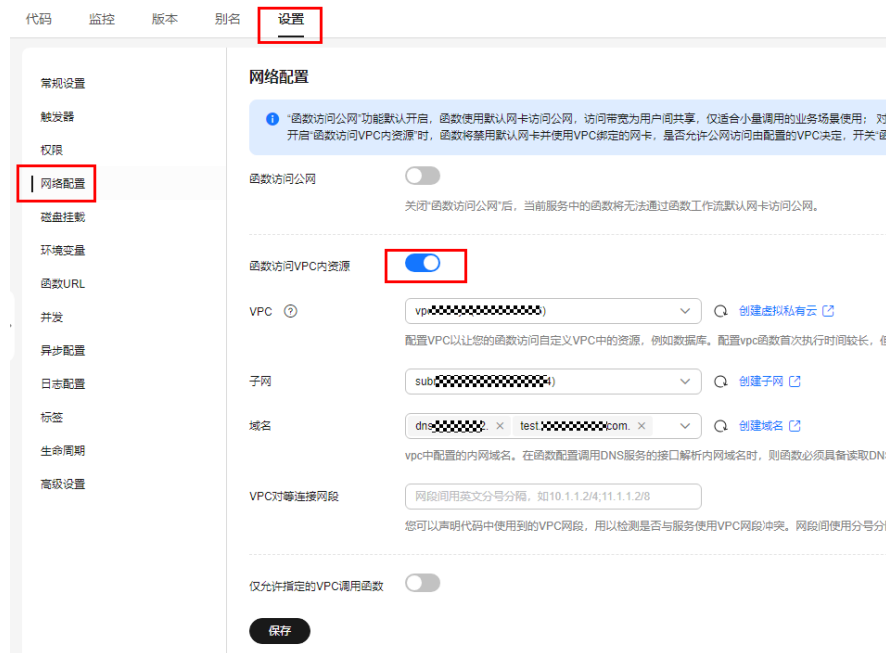 代码 监控 版本 别名 设置
常规设置
触发器
权限
网络配置
磁盘挂载
环境变量
函数URL
并发
异步配置
日志配置
标签
生命周期
高级设置
网络配置
“函数访问公网”功能默认开启，函数使用默认网卡访问公网，访问带宽为用户间共享，仅适合小量调用的业务场景使用； 对
开启“函数访问VPC内资源”时，函数将禁用默认网卡并使用VPC绑定的网卡，是否允许公网访问由配置的VPC决定，开关“函
函数访问公网
关闭“函数访问公网”后，当前服务中的函数将无法通过函数工作流默认网卡访问公网。
函数访问VPC内资源
VPC vp ) 创建虚拟私有云
配置VPC以让您的函数访问自定义VPC中的资源，例如数据库。配置vpc函数首次执行时间较长，但
子网 sub 4) 创建子网
域名 dns 2. × test. com. × 创建域名
vpc中配置的内网域名。在函数配置调用DNS服务的接口解析内网域名时，则函数必须具备读取DN
VPC对等连接网段 网段间用英文分号分隔，如10.1.1.2/4;11.1.1.2/8
您可以声明代码中使用到的VPC网段，用以检测是否与服务使用VPC网段冲突。网段间使用分号分
仅允许指定的VPC调用函数
保存